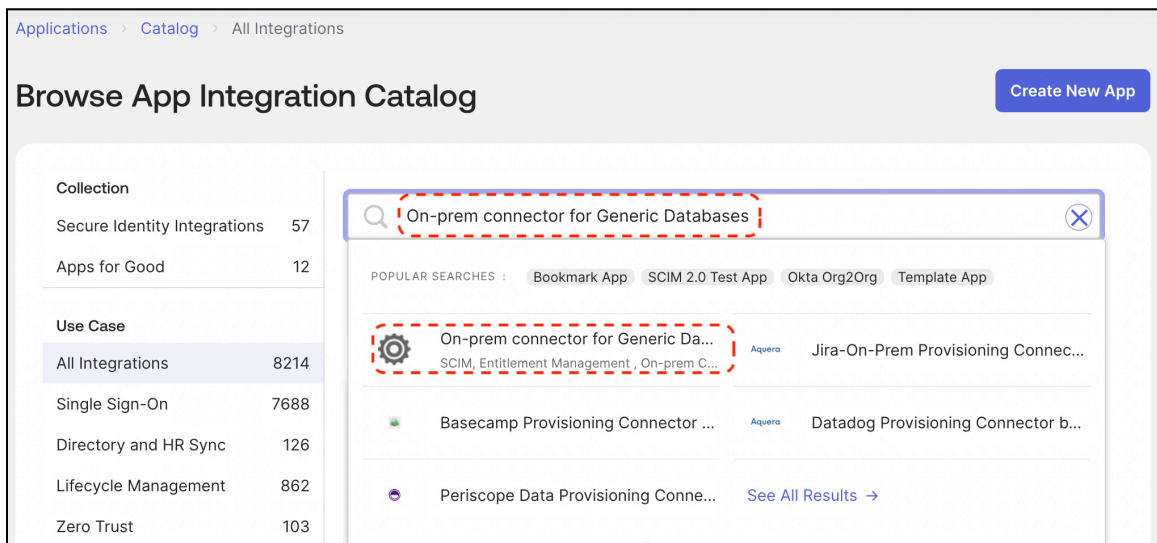 Applications > Catalog > All Integrations
Browse App Integration Catalog
Create New App
Collection
Secure Identity Integrations 57
Apps for Good 12
Use Case
All Integrations 8214
Single Sign-On 7688
Directory and HR Sync 126
Lifecycle Management 862
Zero Trust 103
On-prem connector for Generic Databases
POPULAR SEARCHES : Bookmark App SCIM 2.0 Test App Okta Org2Org Template App
On-prem connector for Generic Da...
SCIM, Entitlement Management , On-prem C...
Aquera Jira-On-Prem Provisioning Connec...
Basecamp Provisioning Connector ...
Aquera Datadog Provisioning Connector b...
Periscope Data Provisioning Conne...
See All Results →